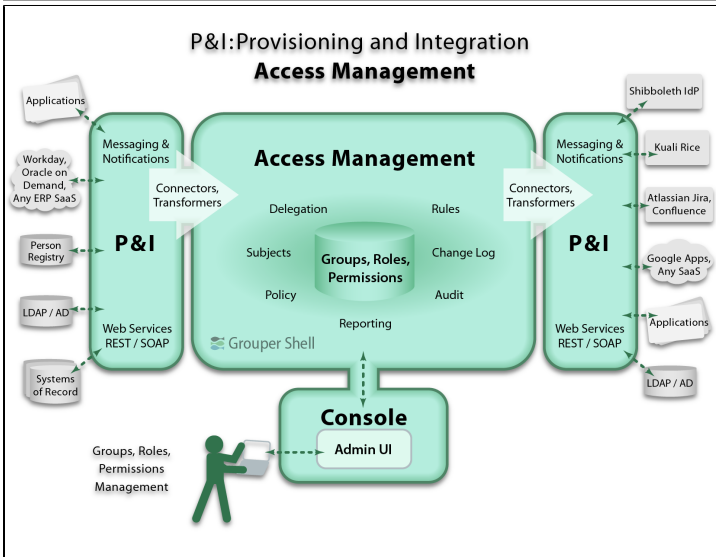 P&I:Provisioning and Integration
Access Management
Applications
Workday,
Oracle on
Demand,
Any ERP SaaS
Person
Registry
LDAP / AD
Systems
of Record
Messaging &
Notifications
P&I
Web Services
REST / SOAP
Connectors,
Transformers
Access Management
Delegation
Rules
Subjects
Groups, Roles,
Permissions
Change Log
Policy
Audit
Reporting
Grouper Shell
Connectors,
Transformers
Messaging &
Notifications
P&I
Web Services
REST / SOAP
Shibboleth IdP
Kuali Rice
Atlassian Jira,
Confluence
Google Apps,
Any SaaS
Applications
LDAP / AD
Console
Admin UI
Groups, Roles,
Permissions
Management